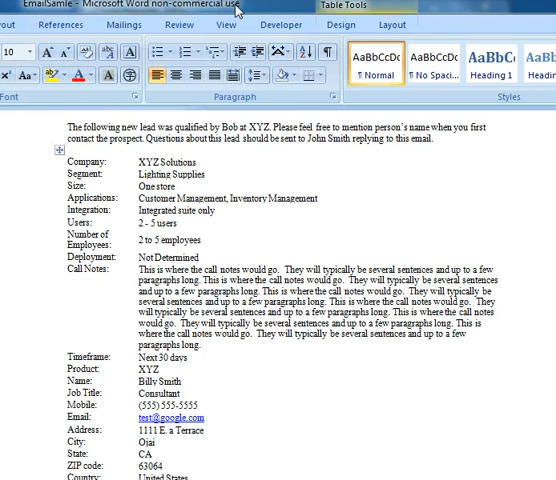 EmailSamle - Microsoft Word non-commercial use
Table Tools
References Mailings Review View Developer Design Layout
10
AaBbCcDc AaBbCcDc AaBbC AaBbCc
¶ Normal ¶ No Spaci... Heading 1 Heading 2
Font Paragraph Styles
The following new lead was qualified by Bob at XYZ. Please feel free to mention person's name when you first
contact the prospect. Questions about this lead should be sent to John Smith replying to this email.
Company: XYZ Solutions
Segment: Lighting Supplies
Size: One store
Applications: Customer Management, Inventory Management
Integration: Integrated suite only
Users: 2 - 5 users
Number of
Employees: 2 to 5 employees
Deployment: Not Determined
Call Notes: This is where the call notes would go. They will typically be several sentences and up to a few
paragraphs long. This is where the call notes would go. They will typically be several sentences
and up to a few paragraphs long. This is where the call notes would go. They will typically be
several sentences and up to a few paragraphs long. This is where the call notes would go. They
will typically be several sentences and up to a few paragraphs long. This is where the call notes
would go. They will typically be several sentences and up to a few paragraphs long. This is
where the call notes would go. They will typically be several sentences and up to a few
paragraphs long.
Timeframe: Next 30 days
Product: XYZ
Name: Billy Smith
Job Title: Consultant
Mobile: (555) 555-5555
Email: test@google.com
Address: 1111 E. a Terrace
City: Ojai
State: CA
ZIP code: 63064
Country: United States